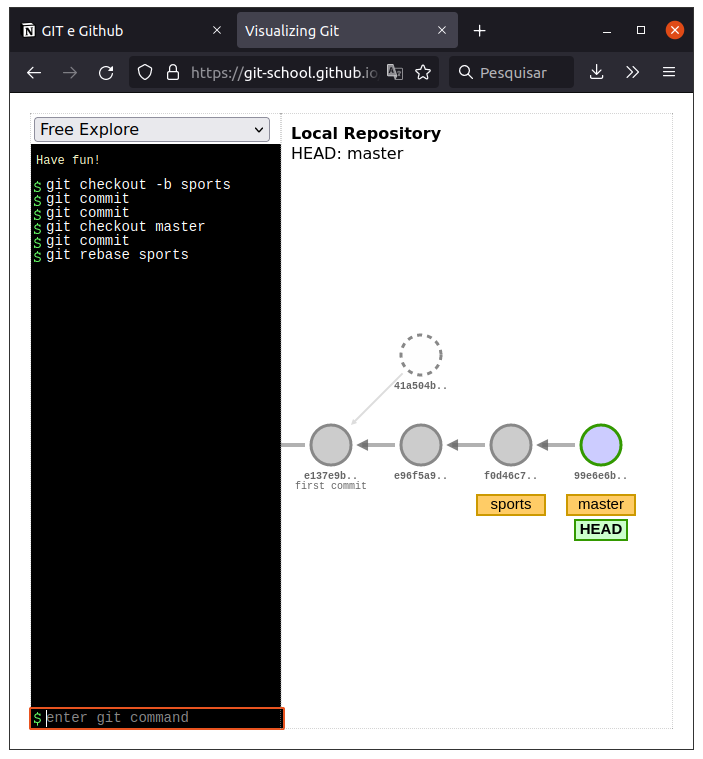 GIT e Github
Visualizing Git
https://git-school.github.io
Pesquisar
Free Explore
Have fun!
$ git checkout -b sports
$ git commit
$ git commit
$ git checkout master
$ git commit
$ git rebase sports
$ enter git command
Local Repository
HEAD: master
41a504b..
e137e9b..
first commit
e96f5a9..
f0d46c7..
99e6e6b..
sports
master
HEAD